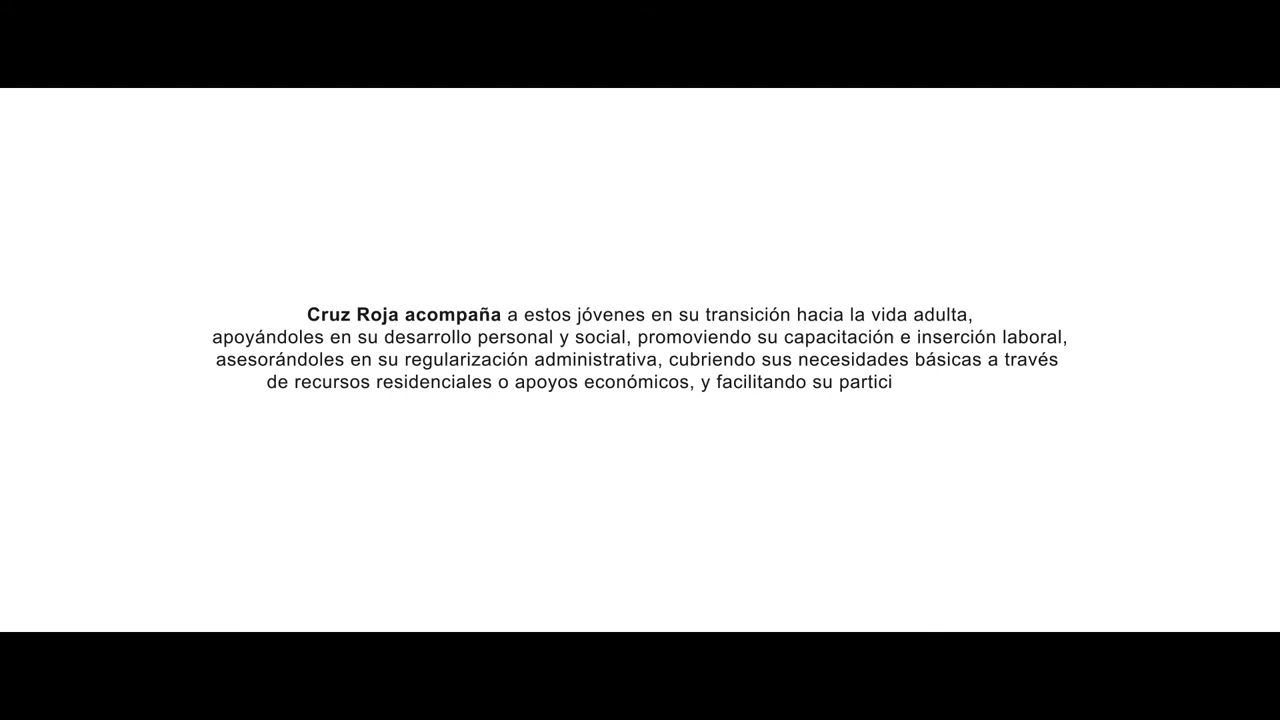 Cruz Roja acompaña a estos jóvenes en su transición hacia la vida adulta,
apoyándoles en su desarrollo personal y social, promoviendo su capacitación e inserción laboral,
asesorándoles en su regularización administrativa, cubriendo sus necesidades básicas a través
de recursos residenciales o apoyos económicos, y facilitando su partici